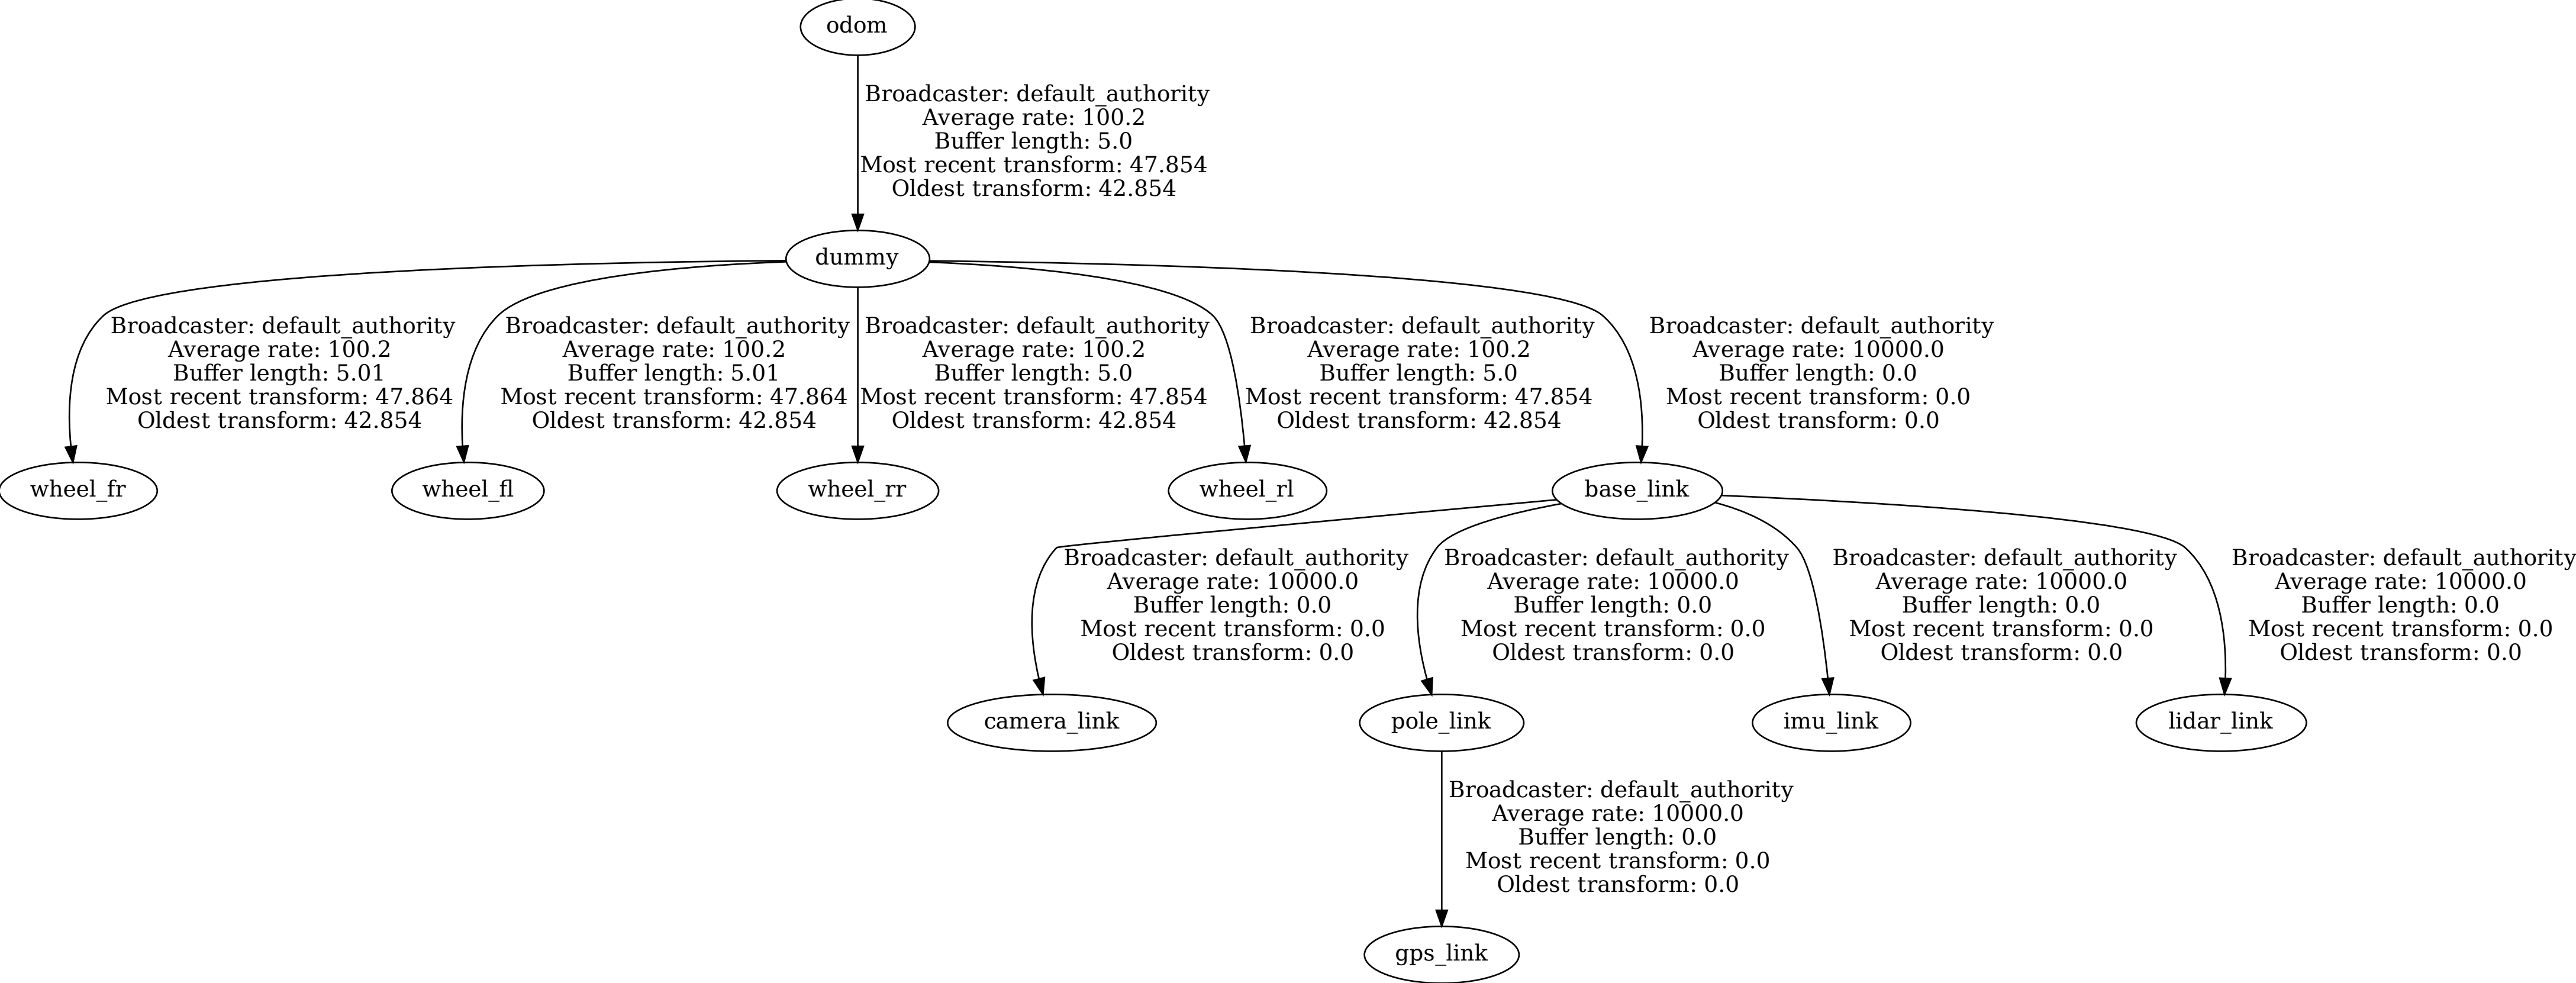 odom
Broadcaster: default_authority
Average rate: 100.2
Buffer length: 5.0
Most recent transform: 47.854
Oldest transform: 42.854
dummy
Broadcaster: default_authority
Average rate: 100.2
Buffer length: 5.01
Most recent transform: 47.864
Oldest transform: 42.854
Broadcaster: default_authority
Average rate: 100.2
Buffer length: 5.01
Most recent transform: 47.864
Oldest transform: 42.854
Broadcaster: default_authority
Average rate: 100.2
Buffer length: 5.0
Most recent transform: 47.854
Oldest transform: 42.854
Broadcaster: default_authority
Average rate: 100.2
Buffer length: 5.0
Most recent transform: 47.854
Oldest transform: 42.854
Broadcaster: default_authority
Average rate: 10000.0
Buffer length: 0.0
Most recent transform: 0.0
Oldest transform: 0.0
wheel_fr
wheel_fl
wheel_rr
wheel_rl
base_link
Broadcaster: default_authority
Average rate: 10000.0
Buffer length: 0.0
Most recent transform: 0.0
Oldest transform: 0.0
Broadcaster: default_authority
Average rate: 10000.0
Buffer length: 0.0
Most recent transform: 0.0
Oldest transform: 0.0
Broadcaster: default_authority
Average rate: 10000.0
Buffer length: 0.0
Most recent transform: 0.0
Oldest transform: 0.0
Broadcaster: default_authority
Average rate: 10000.0
Buffer length: 0.0
Most recent transform: 0.0
Oldest transform: 0.0
camera_link
pole_link
imu_link
lidar_link
Broadcaster: default_authority
Average rate: 10000.0
Buffer length: 0.0
Most recent transform: 0.0
Oldest transform: 0.0
gps_link